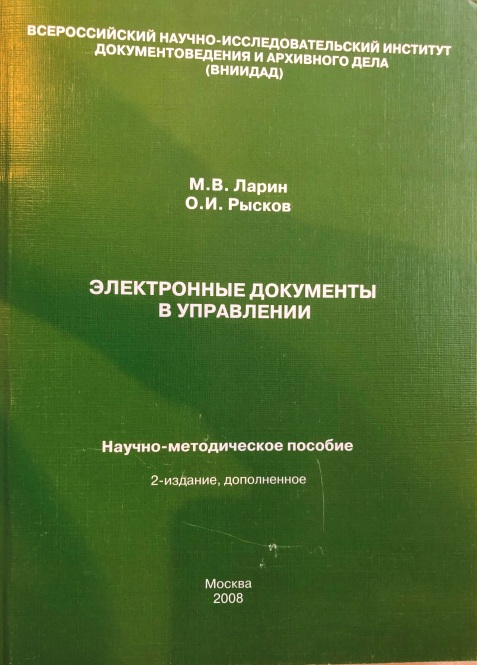 ВСЕРОССИЙСКИЙ НАУЧНО-ИССЛЕДОВАТЕЛЬСКИЙ ИНСТИТУТ
ДОКУМЕНТОВЕДЕНИЯ И АРХИВНОГО ДЕЛА
(ВНИИДАД)
М.В. Ларин
О.И. Рысков
ЭЛЕКТРОННЫЕ ДОКУМЕНТЫ
В УПРАВЛЕНИИ
Научно-методическое пособие
2-издание, дополненное
Москва
2008